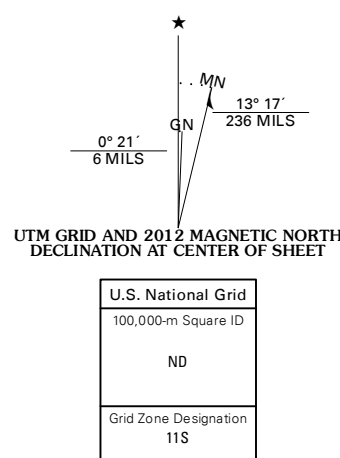 MN
GN
13° 17´
236 MILS
0° 21´
6 MILS
UTM GRID AND 2012 MAGNETIC NORTH
DECLINATION AT CENTER OF SHEET
U.S. National Grid
100,000-m Square ID
ND
Grid Zone Designation
11S